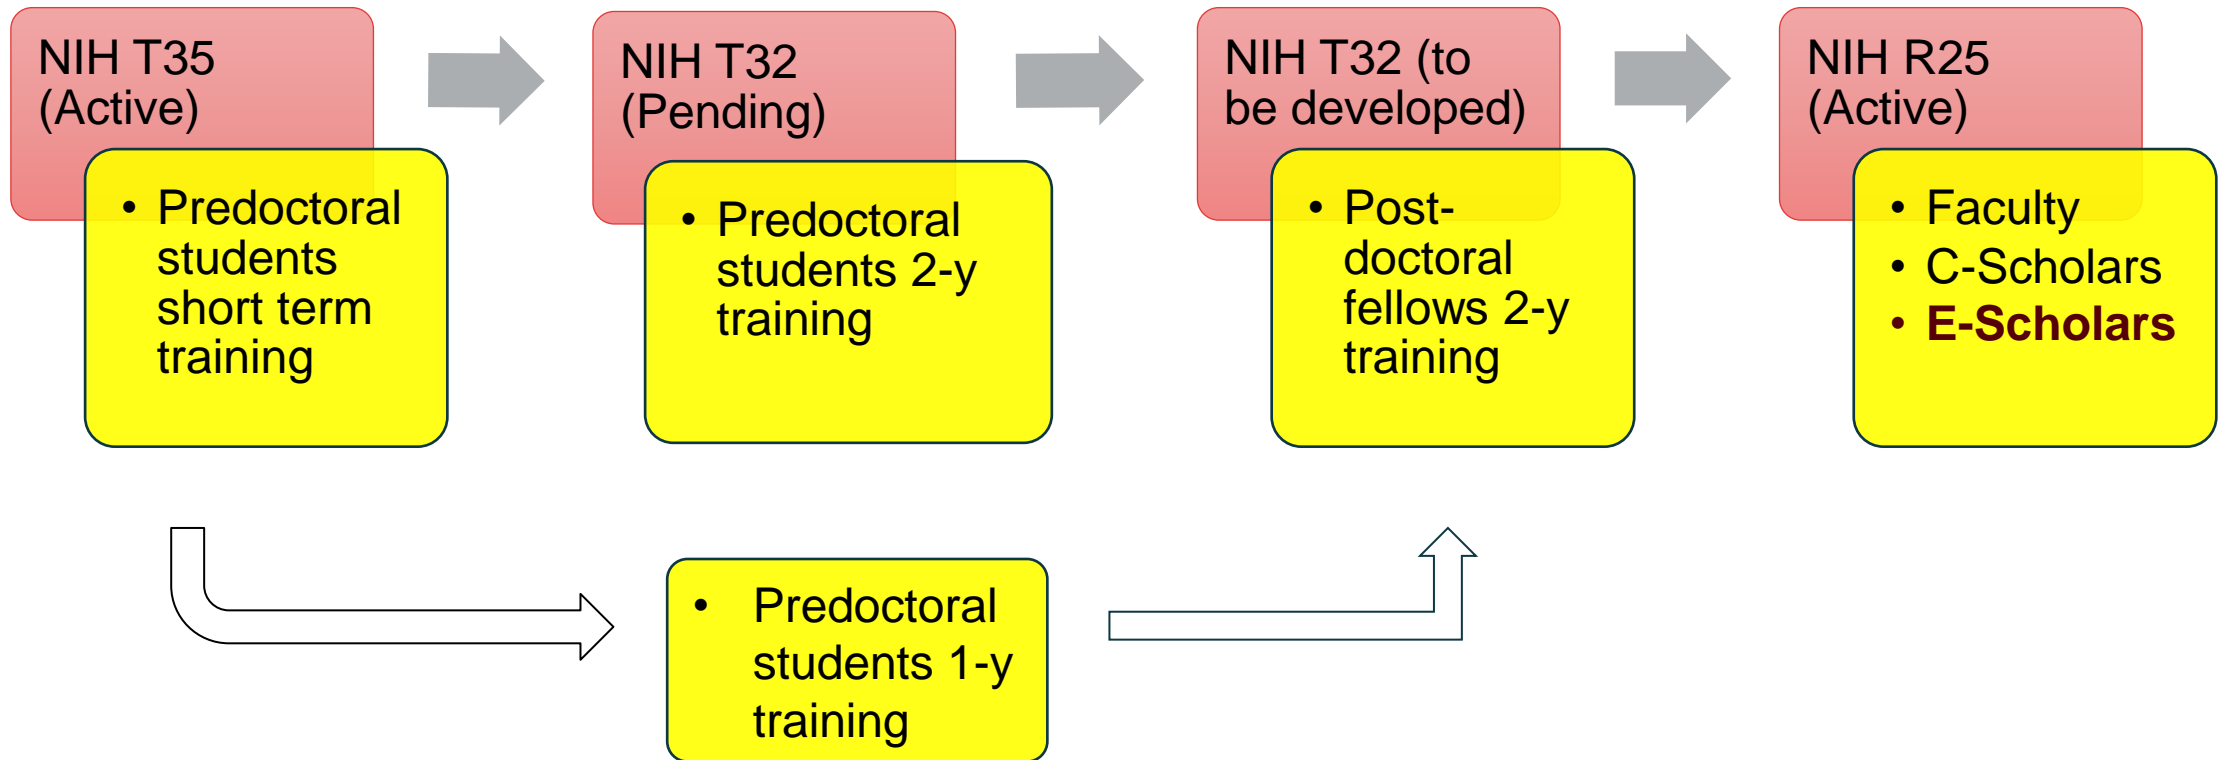 NIH T35
(Active)
• Predoctoral
students
short term
training
NIH T32
(Pending)
• Predoctoral
students 2-y
training
NIH T32 (to
be developed)
• Post-
doctoral
fellows 2-y
training
NIH R25
(Active)
• Faculty
• C-Scholars
• E-Scholars
• Predoctoral
students 1-y
training